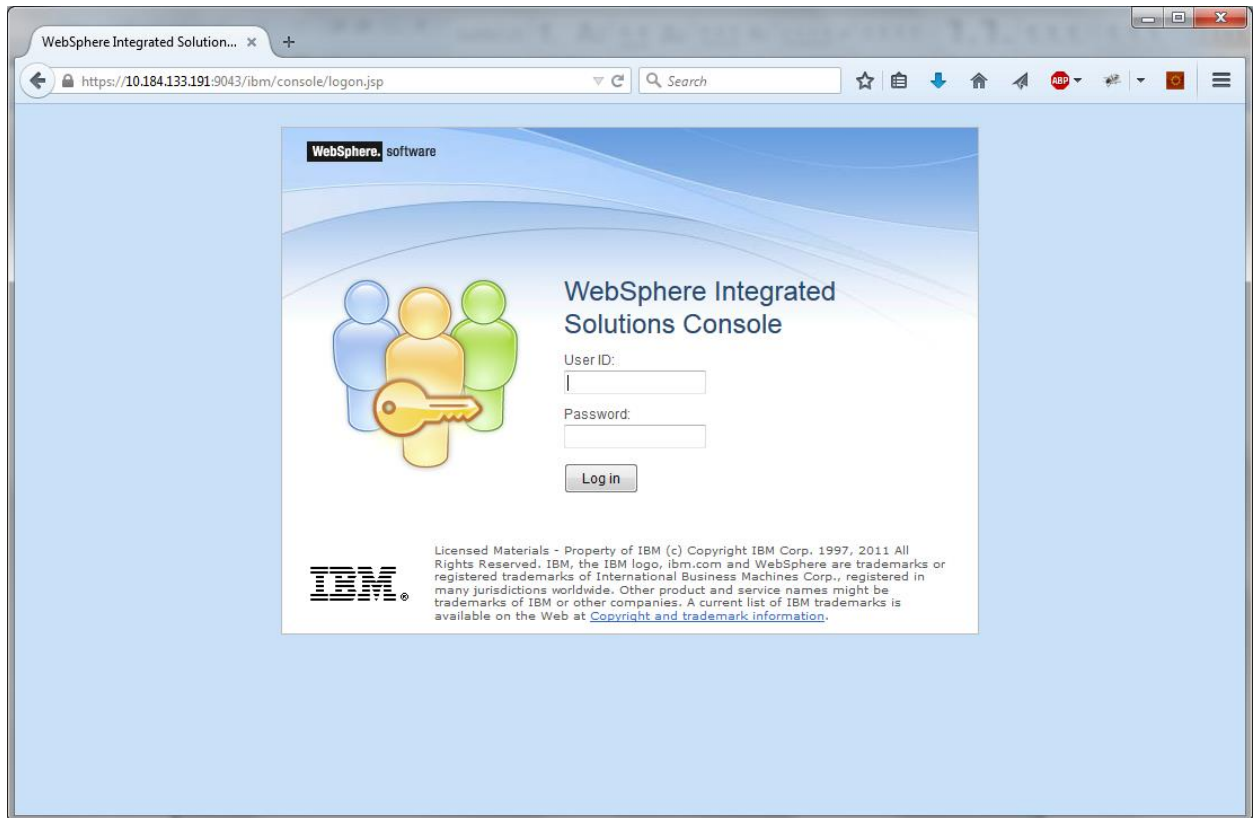 WebSphere Integrated Solution...
https://10.184.133.191:9043/ibm/console/logon.jsp
Search
ABP
WebSphere. software
WebSphere Integrated
Solutions Console
User ID:
Password:
Log in
IBM®
Licensed Materials - Property of IBM (c) Copyright IBM Corp. 1997, 2011 All
Rights Reserved. IBM, the IBM logo, ibm.com and WebSphere are trademarks or
registered trademarks of International Business Machines Corp., registered in
many jurisdictions worldwide. Other product and service names might be
trademarks of IBM or other companies. A current list of IBM trademarks is
available on the Web at Copyright and trademark information.